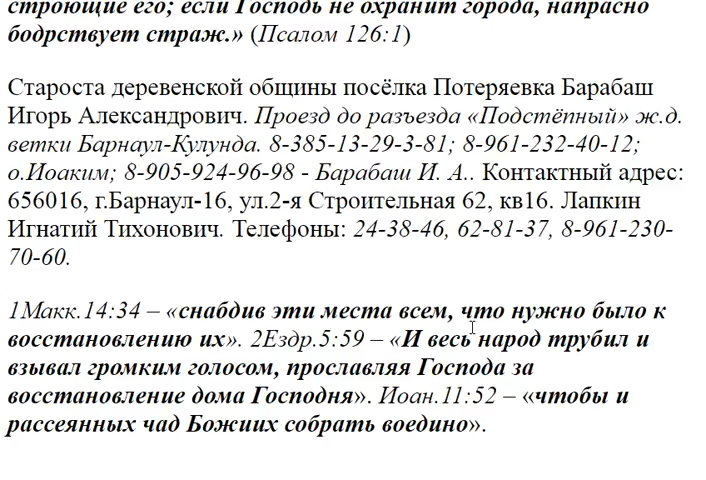 строющие его; если Господь не охранит города, напрасно
бодрствует страж.» (Псалом 126:1)
Староста деревенской общины посёлка Потеряевка Барабаш
Игорь Александрович. Проезд до разъезда «Подстёпный» ж.д.
ветки Барнаул-Кулунда. 8-385-13-29-3-81; 8-961-232-40-12;
о.Иоаким; 8-905-924-96-98 - Барабаш И. А.. Контактный адрес:
656016, г.Барнаул-16, ул.2-я Строительная 62, кв16. Лапкин
Игнатий Тихонович. Телефоны: 24-38-46, 62-81-37, 8-961-230-
70-60.
1Макк.14:34 – «снабдив эти места всем, что нужно было к
восстановлению их». 2Ездр.5:59 – «И весь народ трубил и
взывал громким голосом, прославляя Господа за
восстановление дома Господня». Иоан.11:52 – «чтобы и
рассеянных чад Божиих собрать воедино».